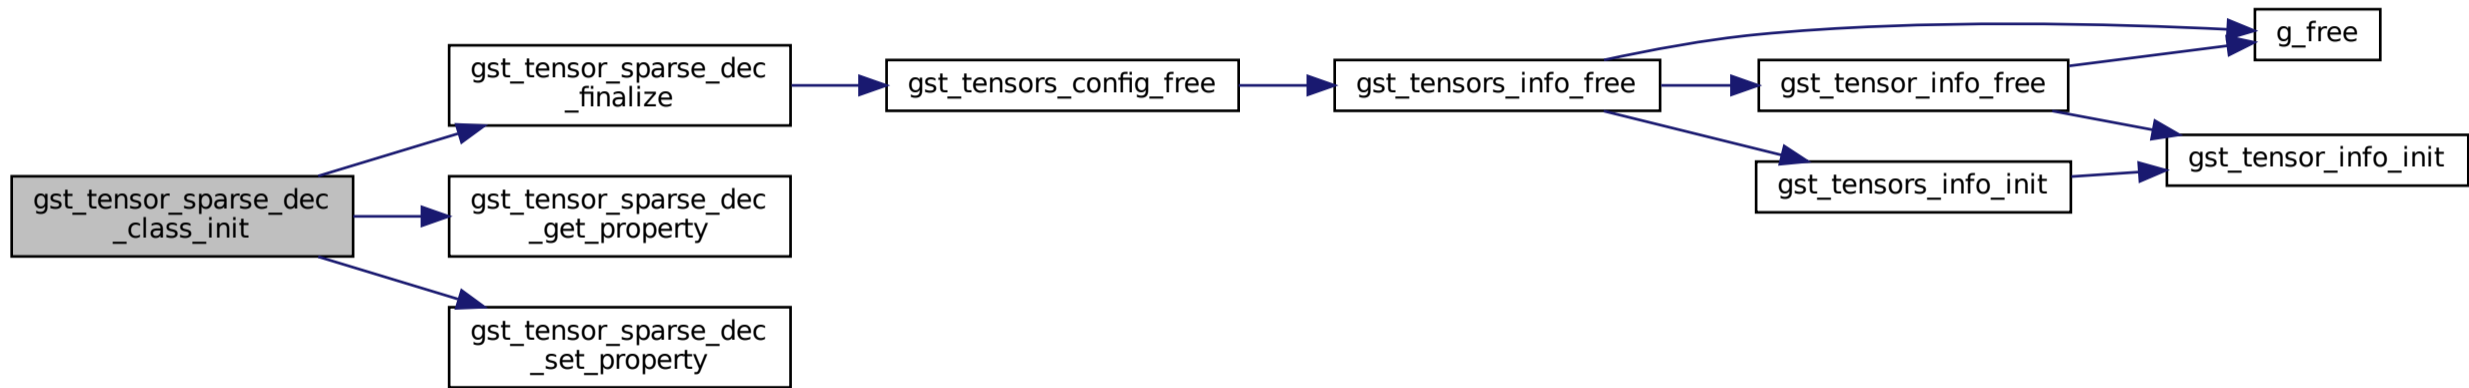 gst_tensor_sparse_dec
_class_init
gst_tensor_sparse_dec
_finalize
gst_tensor_sparse_dec
_get_property
gst_tensor_sparse_dec
_set_property
gst_tensors_config_free
gst_tensors_info_free
gst_tensor_info_free
gst_tensors_info_init
g_free
gst_tensor_info_init